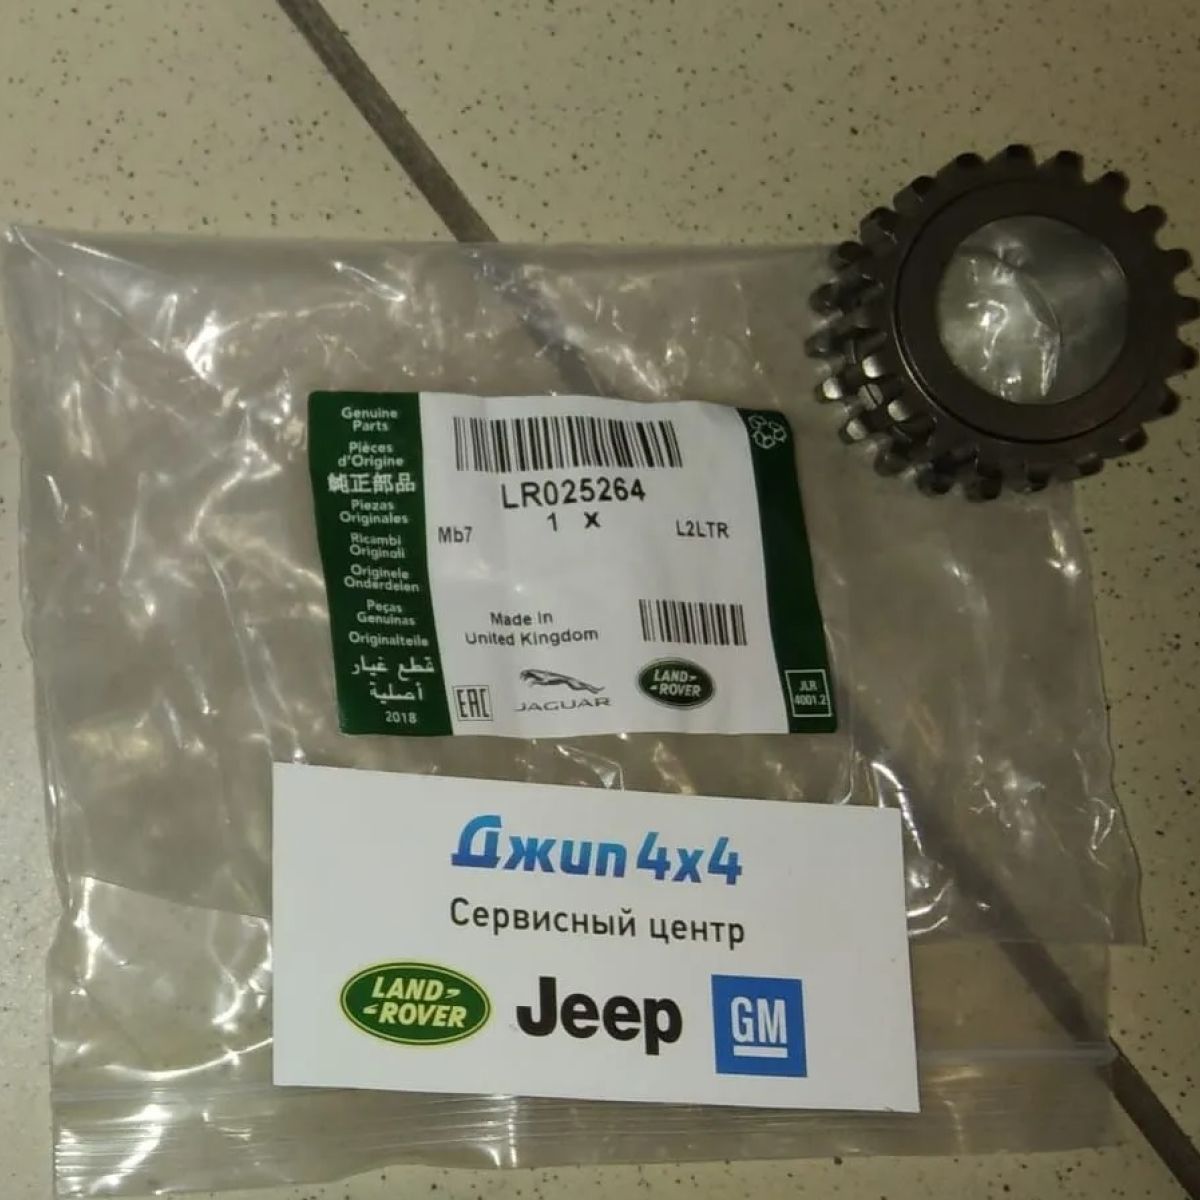 Genuine
Parts
Pièces
d'Origine
純正部品
Piezas
Originales
Ricambi
Originali
Originele
Onderdelen
Peças
Genuinas
Originalteile
قطع غيار
أصلية
2018
LR025264
1 X
Mb7
L2LTR
Made In
United Kingdom
EAC
JAGUAR
LAND-
-ROVER
JLR
4001.2
Джип 4x4
Сервисный центр
LAND-
-ROVER
Jeep
GM